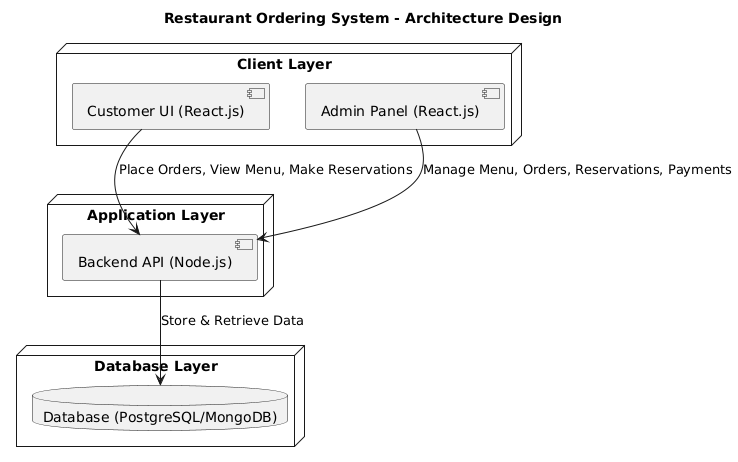 Restaurant Ordering System - Architecture Design
Client Layer
Customer UI (React.js)
Admin Panel (React.js)
Place Orders, View Menu, Make Reservations
Manage Menu, Orders, Reservations, Payments
Application Layer
Backend API (Node.js)
Store & Retrieve Data
Database Layer
Database (PostgreSQL/MongoDB)